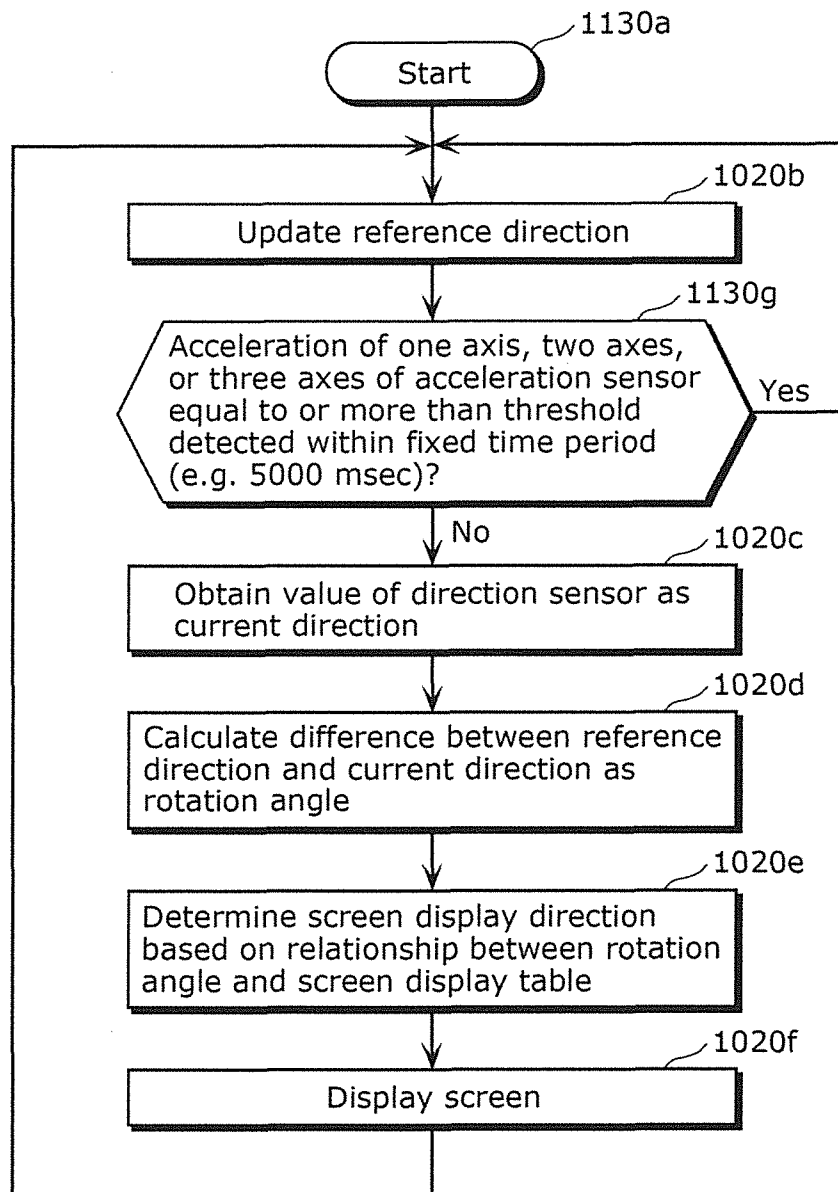 1130a
Start
1020b
Update reference direction
1130g
Acceleration of one axis, two axes,
or three axes of acceleration sensor
equal to or more than threshold
detected within fixed time period
(e.g. 5000 msec)?
Yes
No
1020c
Obtain value of direction sensor as
current direction
1020d
Calculate difference between reference
direction and current direction as
rotation angle
1020e
Determine screen display direction
based on relationship between rotation
angle and screen display table
1020f
Display screen